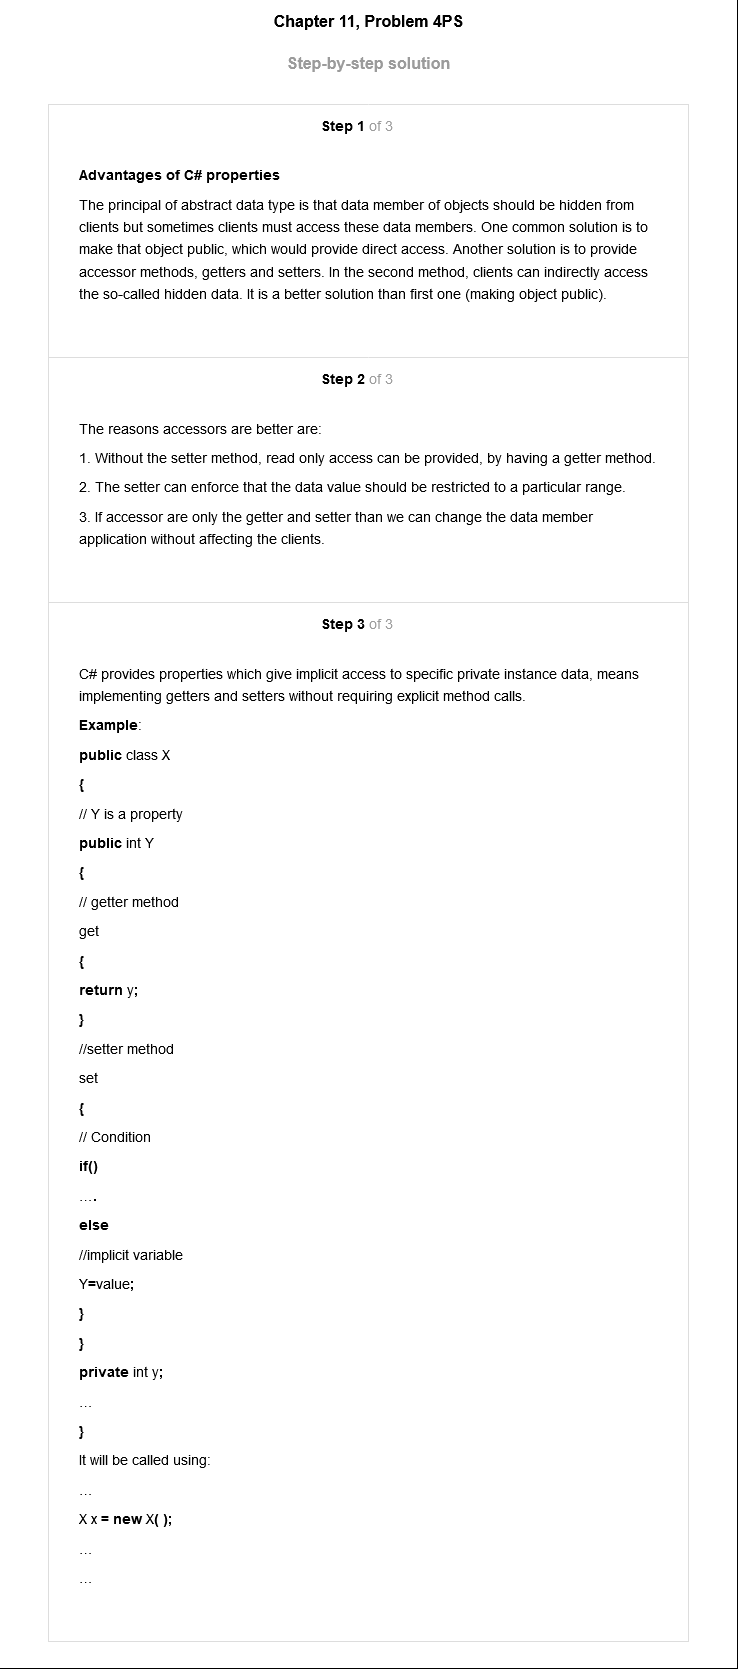 Chapter 11, Problem 4PS
Step-by-step solution
Step 1 of 3
Advantages of C# properties
The principal of abstract data type is that data member of objects should be hidden from
clients but sometimes clients must access these data members. One common solution is to
make that object public, which would provide direct access. Another solution is to provide
accessor methods, getters and setters. In the second method, clients can indirectly access
the so-called hidden data. It is a better solution than first one (making object public).
Step 2 of 3
The reasons accessors are better are:
1. Without the setter method, read only access can be provided, by having a getter method.
2. The setter can enforce that the data value should be restricted to a particular range.
3. If accessor are only the getter and setter than we can change the data member
application without affecting the clients.
Step 3 of 3
C# provides properties which give implicit access to specific private instance data, means
implementing getters and setters without requiring explicit method calls.
Example:
public class X
{
// Y is a property
public int Y
{
// getter method
get
{
return y;
}
//setter method
set
{
// Condition
if()
….
else
//implicit variable
Y=value;
}
}
private int y;
…
}
It will be called using:
…
X x = new X( );
…
…